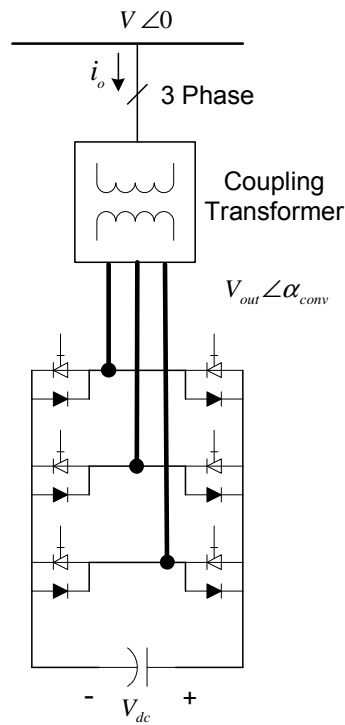 V∠0
i_o
3 Phase
Coupling
Transformer
V_out∠α_conv
- V_dc +